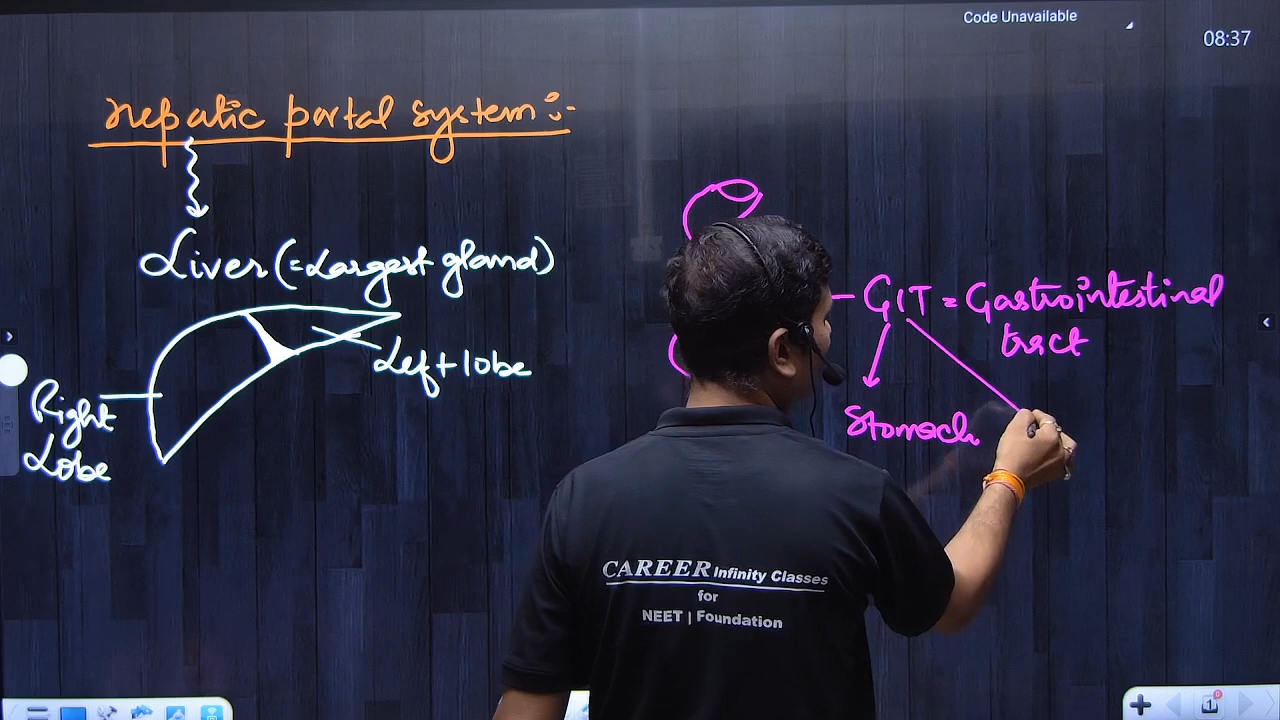 Code Unavailable
08:37
Hepatic portal system :-
Liver (= Largest gland)
Left lobe
Right
Lobe
GIT = Gastrointestinal
tract
Stomach
CAREER Infinity Classes
for
NEET | Foundation
1